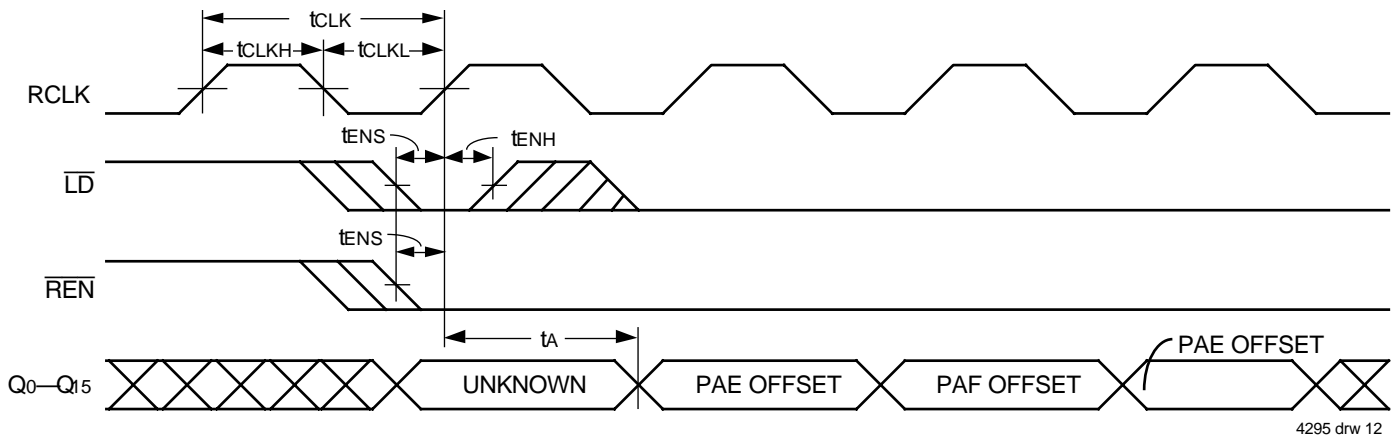 tCLK
tCLKH
tCLKL
RCLK
tENS
tENH
LD
tENS
REN
tA
PAE OFFSET
Q0—Q15
UNKNOWN
PAE OFFSET
PAF OFFSET
4295 drw 12